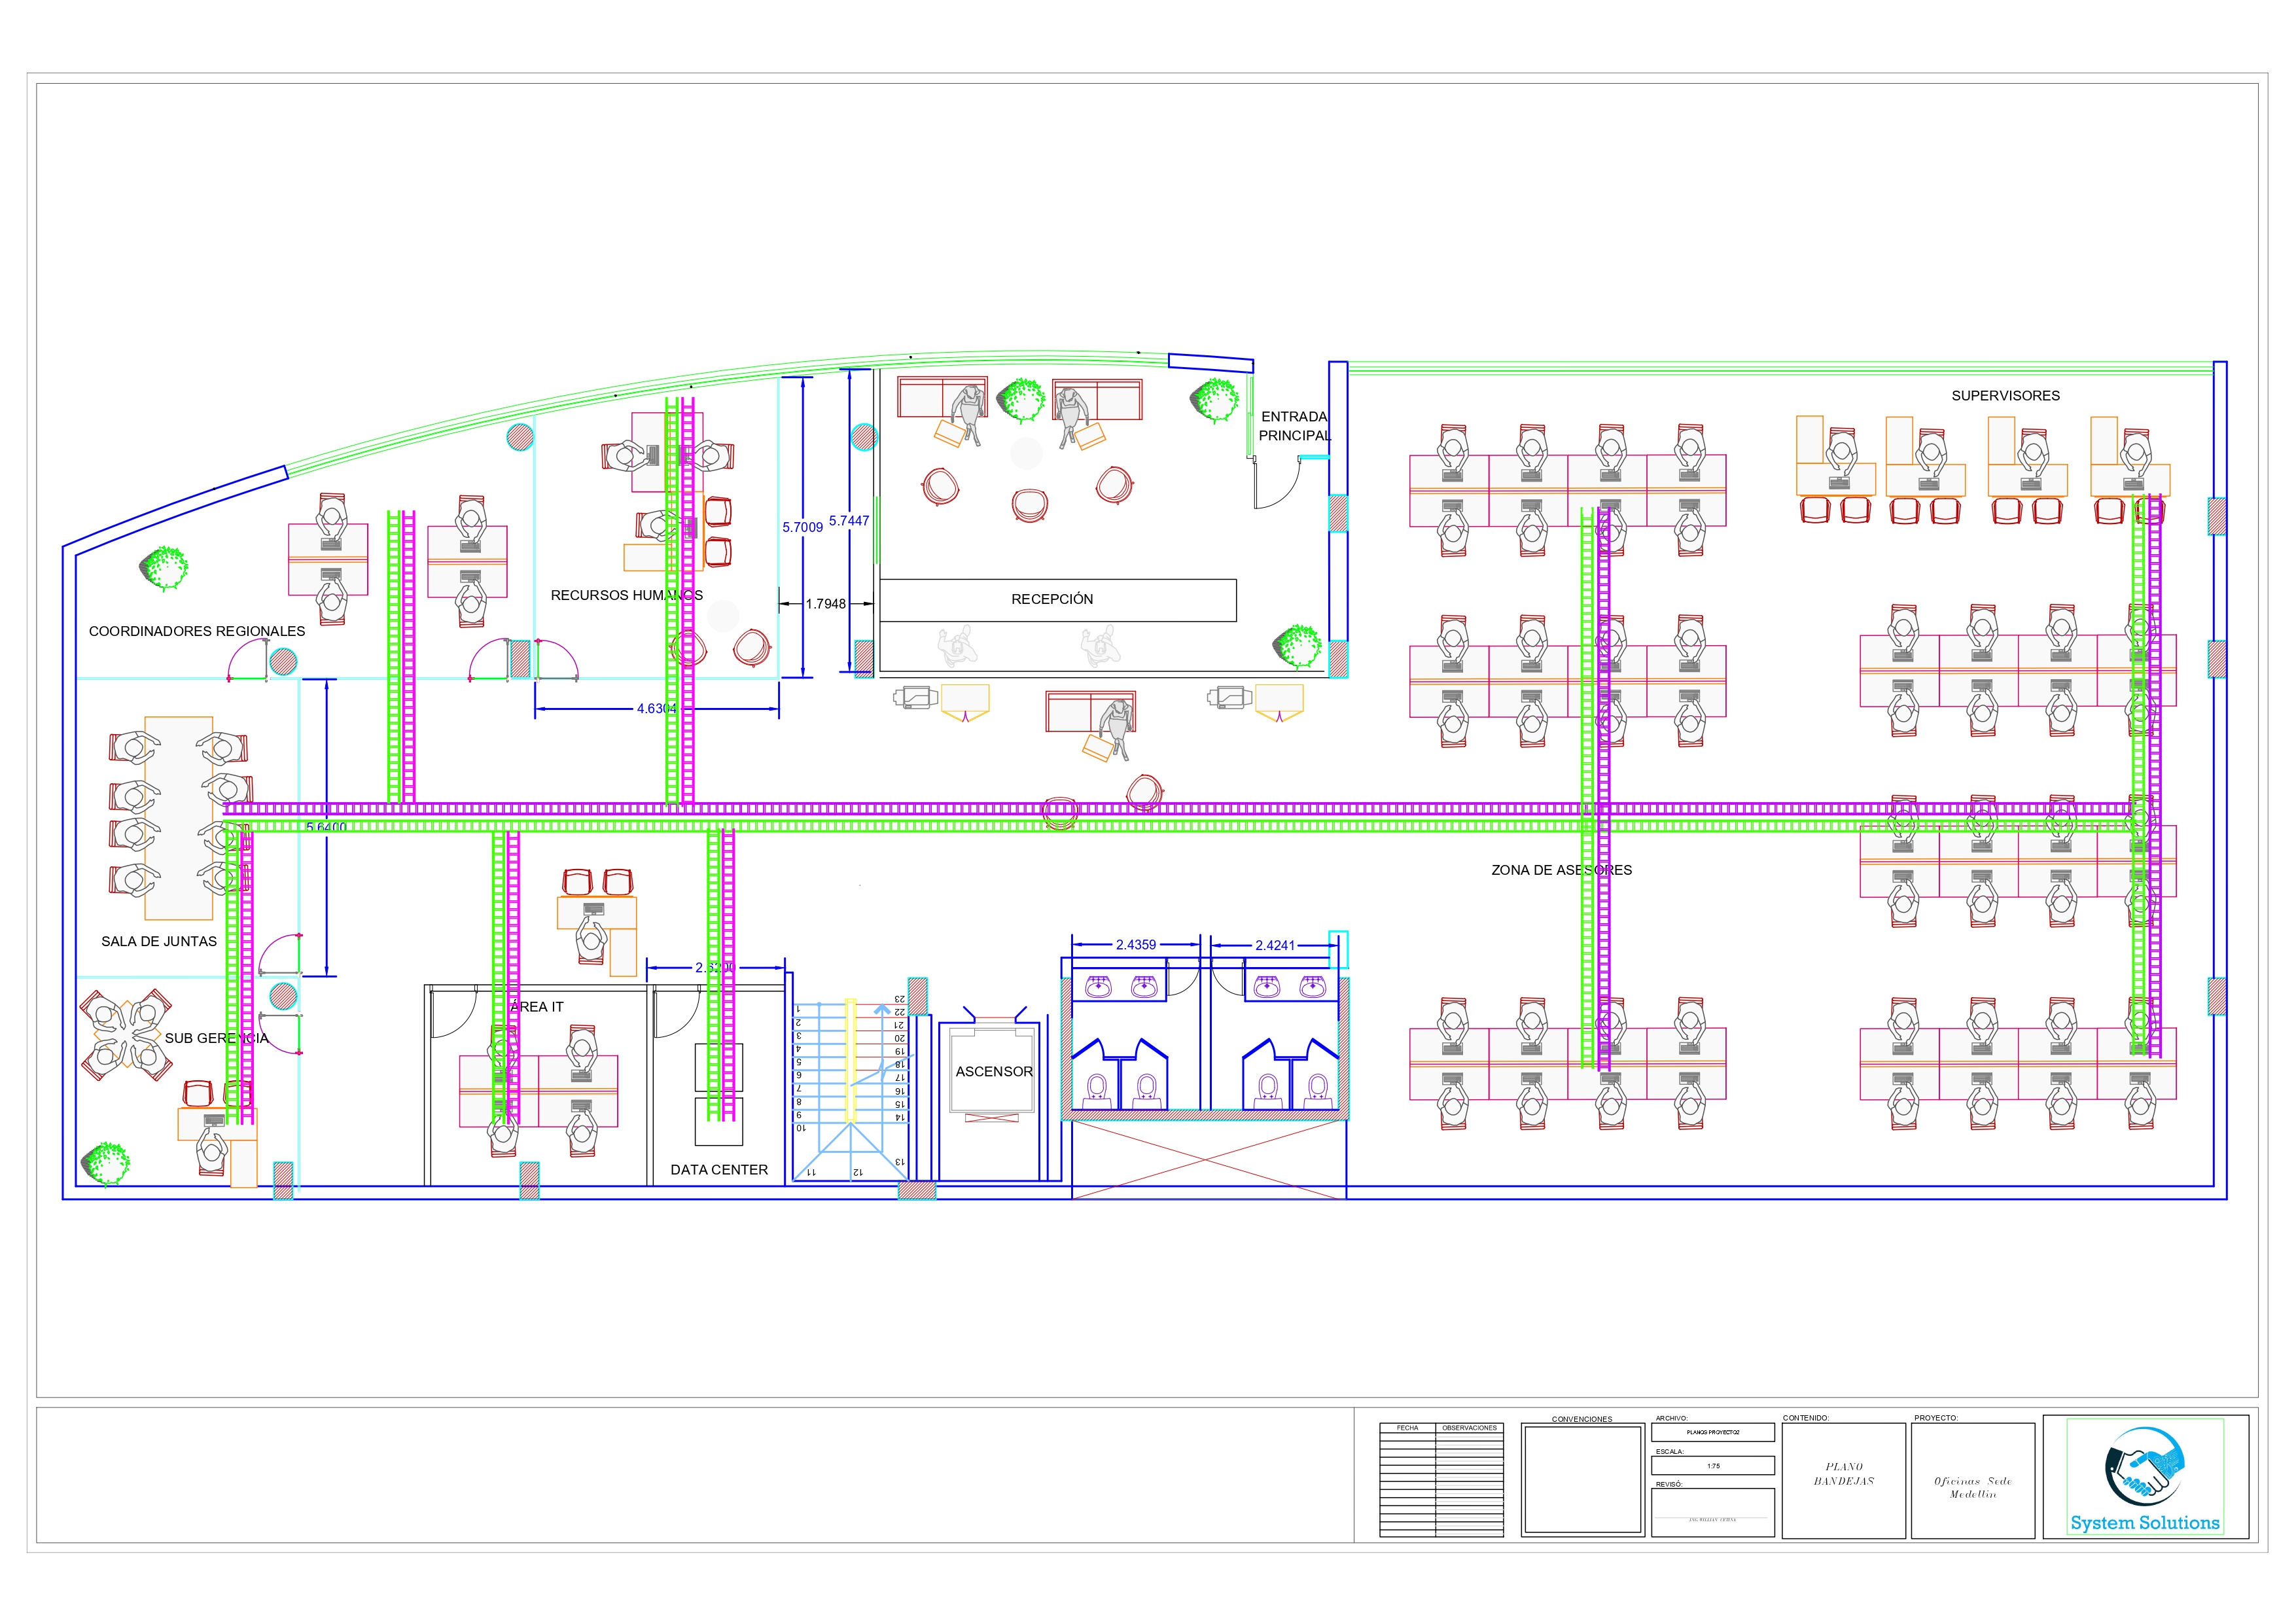 SUPERVISORES
ENTRADA
PRINCIPAL
5.7009
5.7447
RECURSOS HUMANOS
1.7948
RECEPCIÓN
COORDINADORES REGIONALES
4.6304
5.6400
ZONA DE ASESORES
SALA DE JUNTAS
2.4359
2.4241
ÁREA IT
SUB GERENCIA
ASCENSOR
DATA CENTER
1
2
3
4
5
6
7
8
9
10
11
12
13
14
15
16
17
18
19
20
21
22
23
FECHA
OBSERVACIONES
CONVENCIONES
ARCHIVO:
PLANOS PROYECTO2
ESCALA:
1:75
REVISÓ:
CONTENIDO:
PLANO
BANDEJAS
PROYECTO:
Oficinas Sede
Medellin
System Solutions